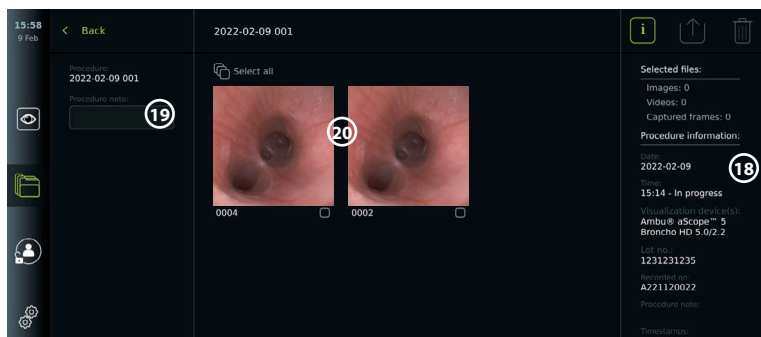 15:58
9 Feb
Back
2022-02-09 001
i
Procedure:
2022-02-09 001
Procedure note:
19
Select all
20
0004
0002
Selected files:
Images: 0
Videos: 0
Captured frames: 0
Procedure information:
Date:
2022-02-09
18
Time:
15:14 - In progress
Visualization device(s):
Ambu® aScope™ 5
Broncho HD 5.0/2.2
Lot no.:
1231231235
Recorded on:
A221120022
Procedure note:
Timestamps: